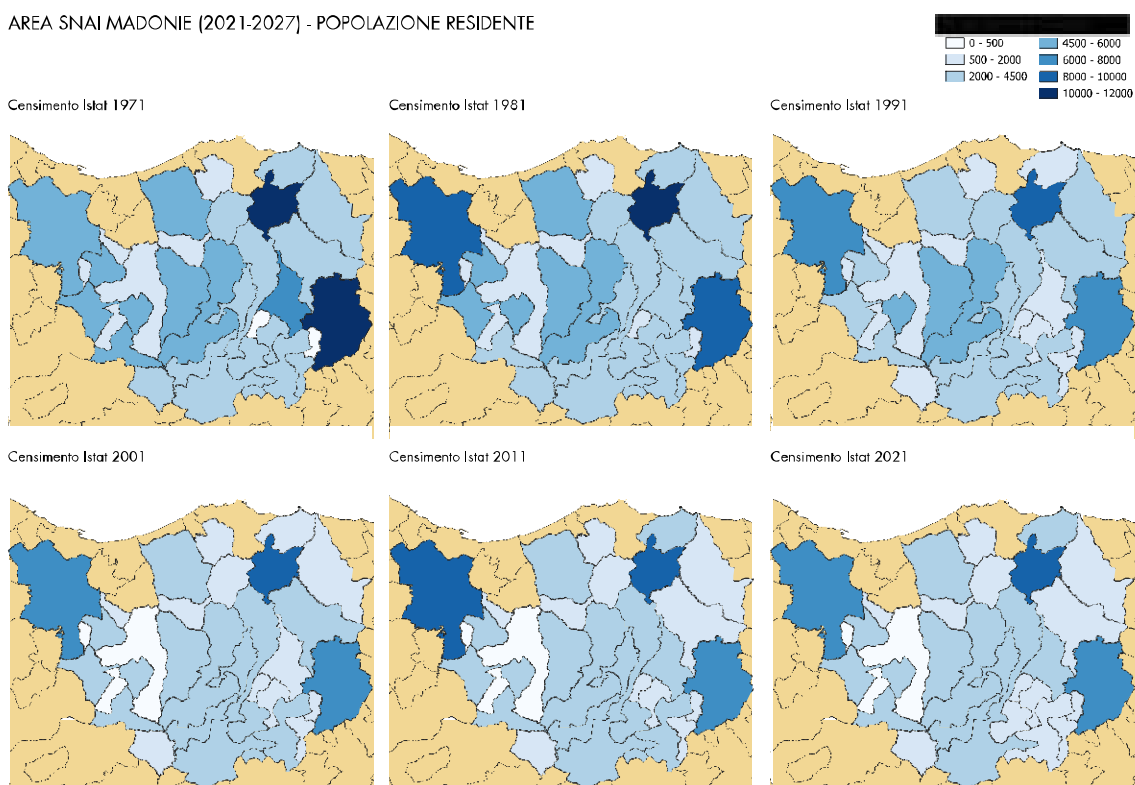 AREA SNAI MADONIE (2021-2027) - POPOLAZIONE RESIDENTE
0 - 500
500 - 2000
2000 - 4500
4500 - 6000
6000 - 8000
8000 - 10000
10000 - 12000
Censimento Istat 1971
Censimento Istat 1981
Censimento Istat 1991
Censimento Istat 2001
Censimento Istat 2011
Censimento Istat 2021